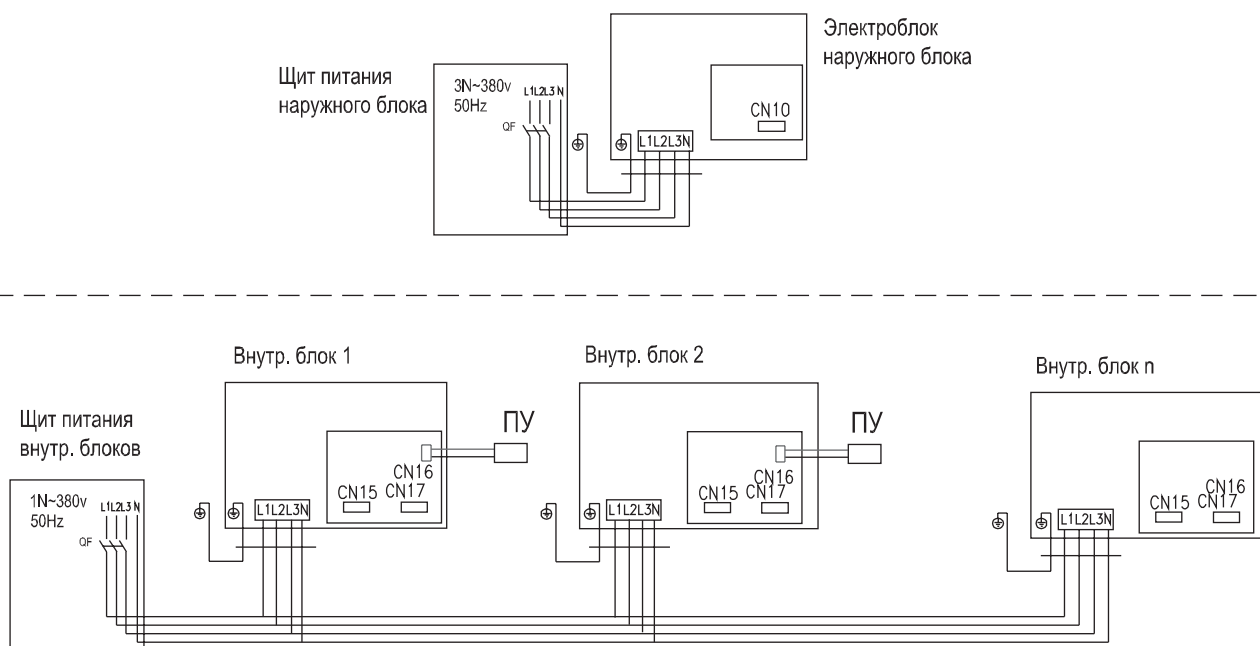 Электроблок
наружного блока
Щит питания
наружного блока
3N~380v
50Hz
L1L2L3 N
QF
CN10
L1L2L3N
Внутр. блок 1
Внутр. блок 2
Внутр. блок n
Щит питания
внутр. блоков
ПУ
ПУ
CN16
CN15 CN17
CN16
CN15 CN17
CN16
CN15 CN17
1N~380v
50Hz
L1L2L3 N
QF
L1L2L3N
L1L2L3N
L1L2L3N